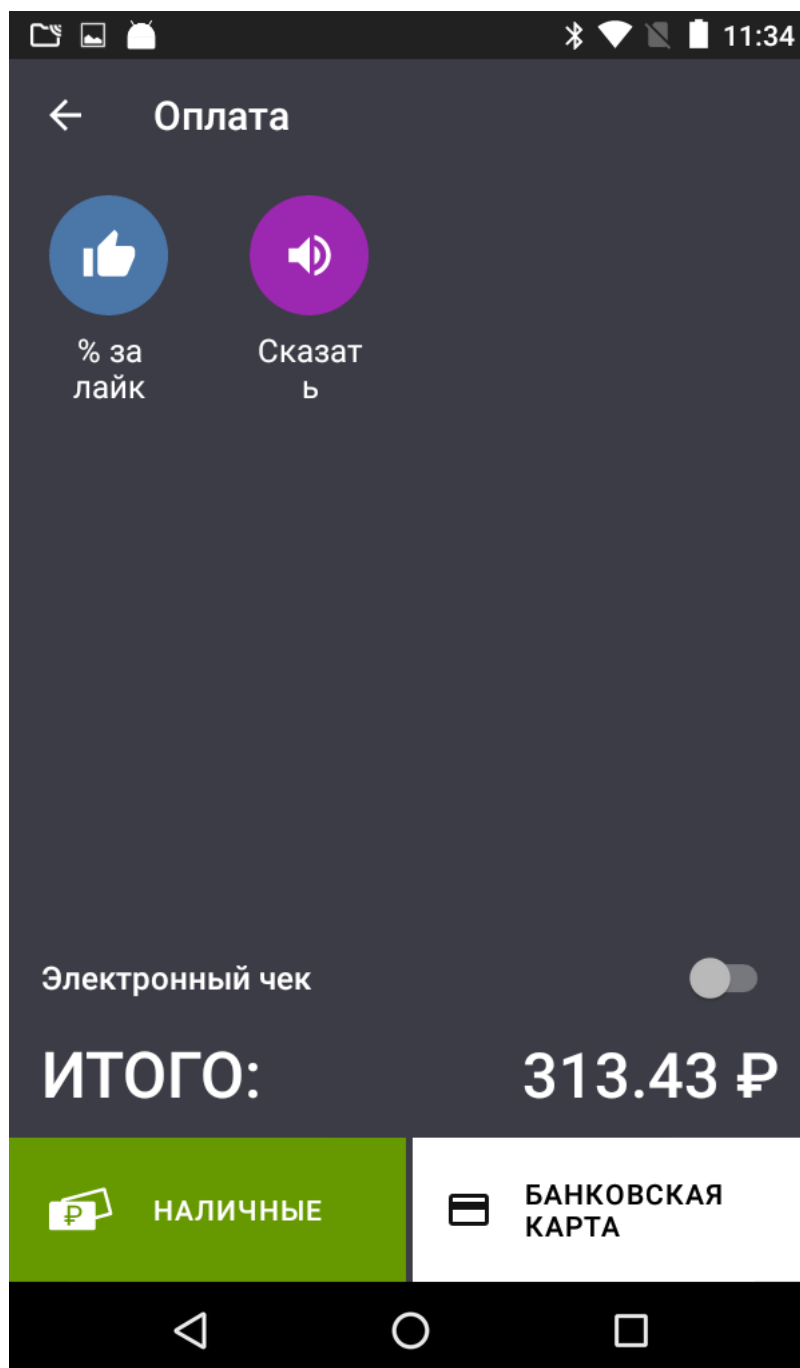 11:34
Оплата
% за
лайк
Сказат
ь
Электронный чек
ИТОГО: 313.43 ₽
НАЛИЧНЫЕ
БАНКОВСКАЯ
КАРТА